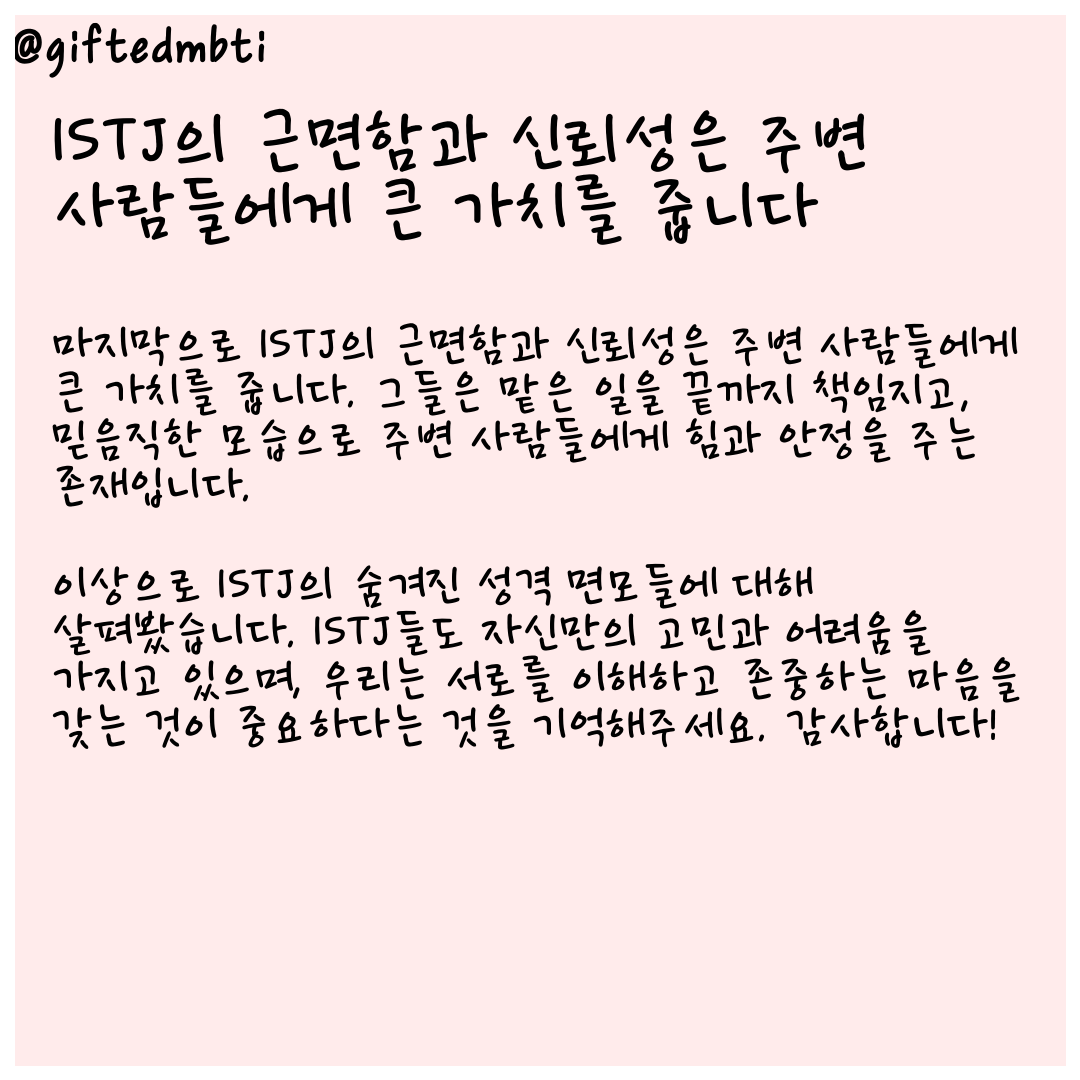 @giftedmbti
ISTJ의 근면함과 신뢰성은 주변
사람들에게 큰 가치를 줍니다
마지막으로 ISTJ의 근면함과 신뢰성은 주변 사람들에게
큰 가치를 줍니다. 그들은 맡은 일을 끝까지 책임지고,
믿음직한 모습으로 주변 사람들에게 힘과 안정을 주는
존재입니다.
이상으로 ISTJ의 숨겨진 성격 면모들에 대해
살펴봤습니다. ISTJ들도 자신만의 고민과 어려움을
가지고 있으며, 우리는 서로를 이해하고 존중하는 마음을
갖는 것이 중요하다는 것을 기억해주세요. 감사합니다!